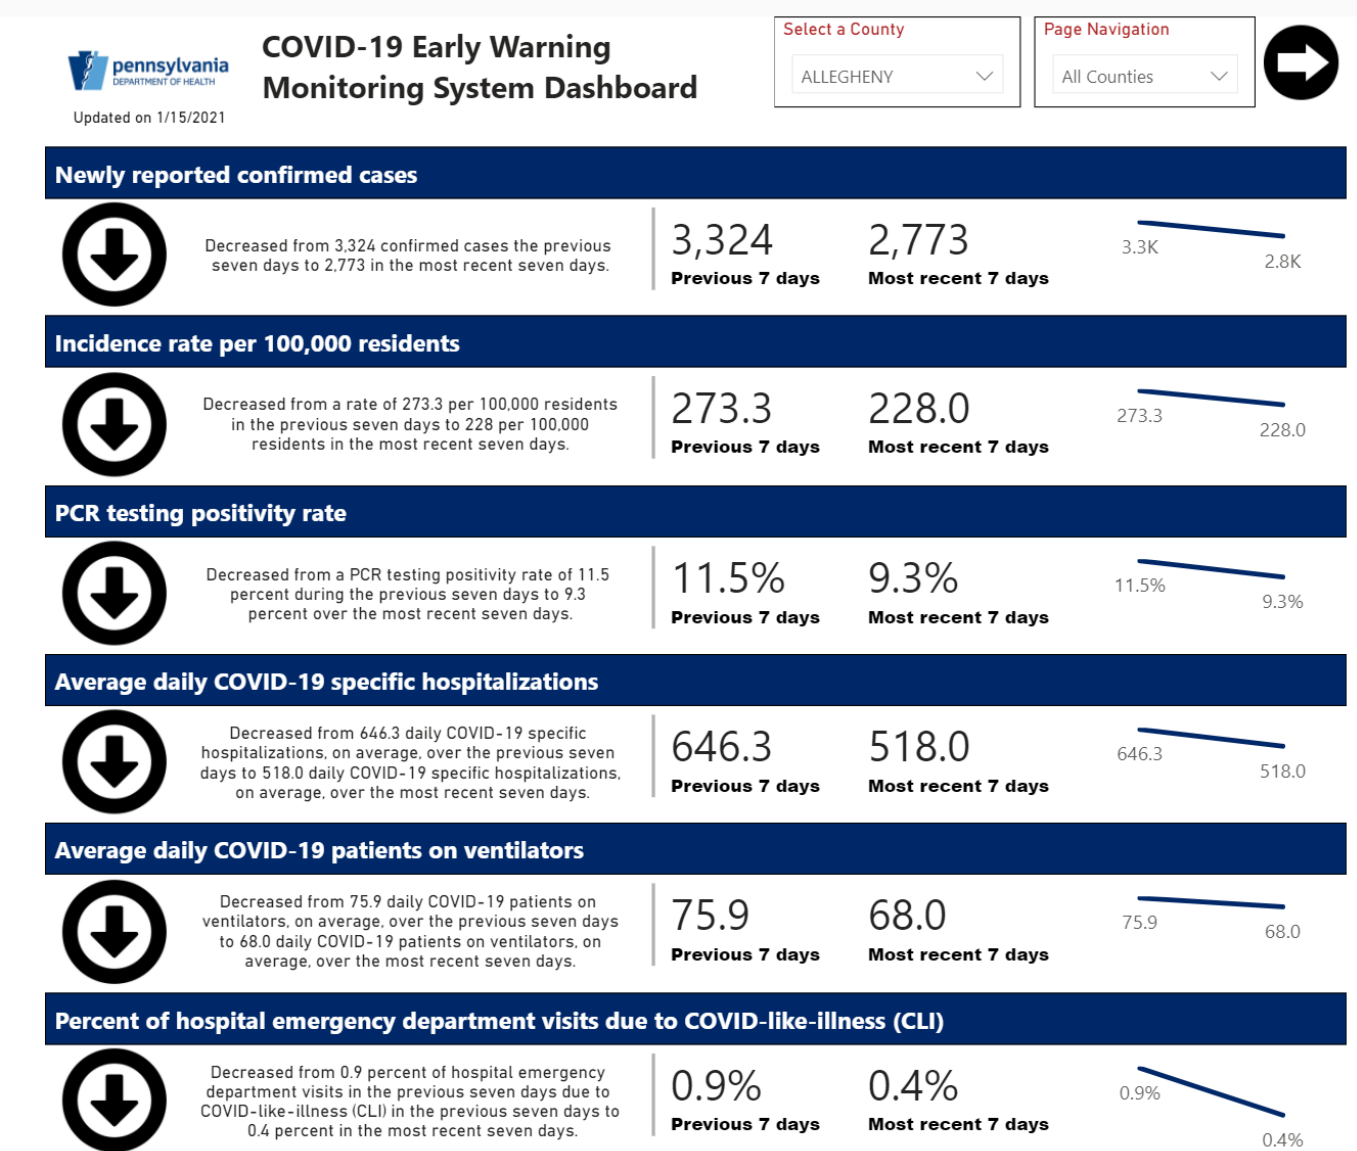 pennsylvania
DEPARTMENT OF HEALTH
Updated on 1/15/2021
COVID-19 Early Warning
Monitoring System Dashboard
Select a County
ALLEGHENY
Page Navigation
All Counties
Newly reported confirmed cases
Decreased from 3,324 confirmed cases the previous
seven days to 2,773 in the most recent seven days.
3,324
Previous 7 days
2,773
Most recent 7 days
3.3K
2.8K
Incidence rate per 100,000 residents
Decreased from a rate of 273.3 per 100,000 residents
in the previous seven days to 228 per 100,000
residents in the most recent seven days.
273.3
Previous 7 days
228.0
Most recent 7 days
273.3
228.0
PCR testing positivity rate
Decreased from a PCR testing positivity rate of 11.5
percent during the previous seven days to 9.3
percent over the most recent seven days.
11.5%
Previous 7 days
9.3%
Most recent 7 days
11.5%
9.3%
Average daily COVID-19 specific hospitalizations
Decreased from 646.3 daily COVID-19 specific
hospitalizations, on average, over the previous seven
days to 518.0 daily COVID-19 specific hospitalizations,
on average, over the most recent seven days.
646.3
Previous 7 days
518.0
Most recent 7 days
646.3
518.0
Average daily COVID-19 patients on ventilators
Decreased from 75.9 daily COVID-19 patients on
ventilators, on average, over the previous seven days
to 68.0 daily COVID-19 patients on ventilators, on
average, over the most recent seven days.
75.9
Previous 7 days
68.0
Most recent 7 days
75.9
68.0
Percent of hospital emergency department visits due to COVID-like-illness (CLI)
Decreased from 0.9 percent of hospital emergency
department visits in the previous seven days due to
COVID-like-illness (CLI) in the previous seven days to
0.4 percent in the most recent seven days.
0.9%
Previous 7 days
0.4%
Most recent 7 days
0.9%
0.4%